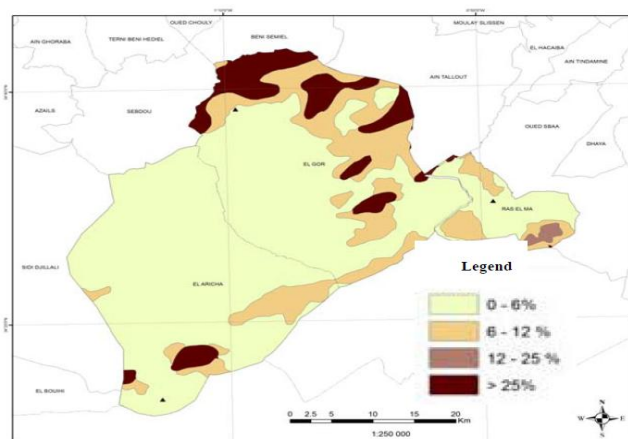 OUED CHOULY
BENI SEMIEL
MOULAY SLISSEN
AIN GHORABA
TERNI BENI HEDIEL
EL HACAIBA
AIN TALLOUT
AIN TINDAMINE
AZAILS
SEBDOU
OUED SBAA
DHAYA
EL GOR
RAS EL MA
SIDI DJILLALI
EL ARICHA
EL BOUIHI
Legend
0 - 6%
6 - 12 %
12 - 25 %
> 25%
0 2.5 5 10 15 20
Km
1:250 000
N
W E
S